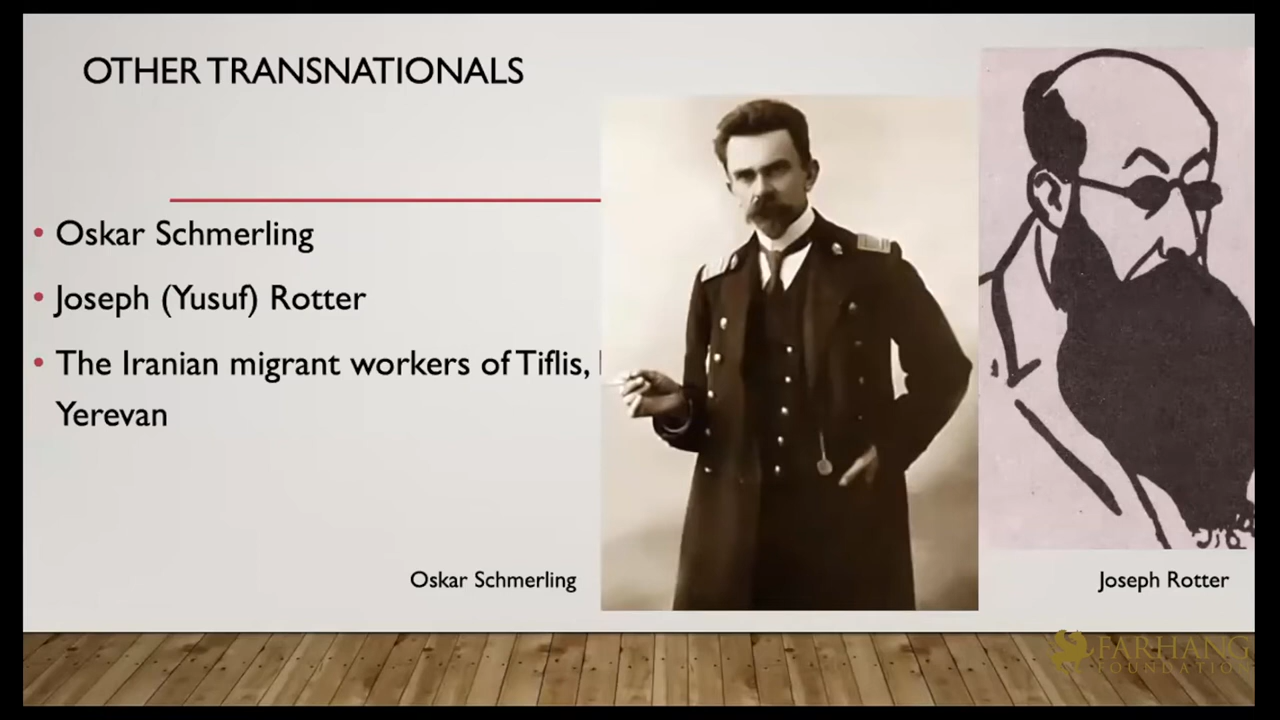 OTHER TRANSNATIONALS
• Oskar Schmerling
• Joseph (Yusuf) Rotter
• The Iranian migrant workers of Tiflis,
Yerevan
Oskar Schmerling
Joseph Rotter
FARHANG
FOUNDATION